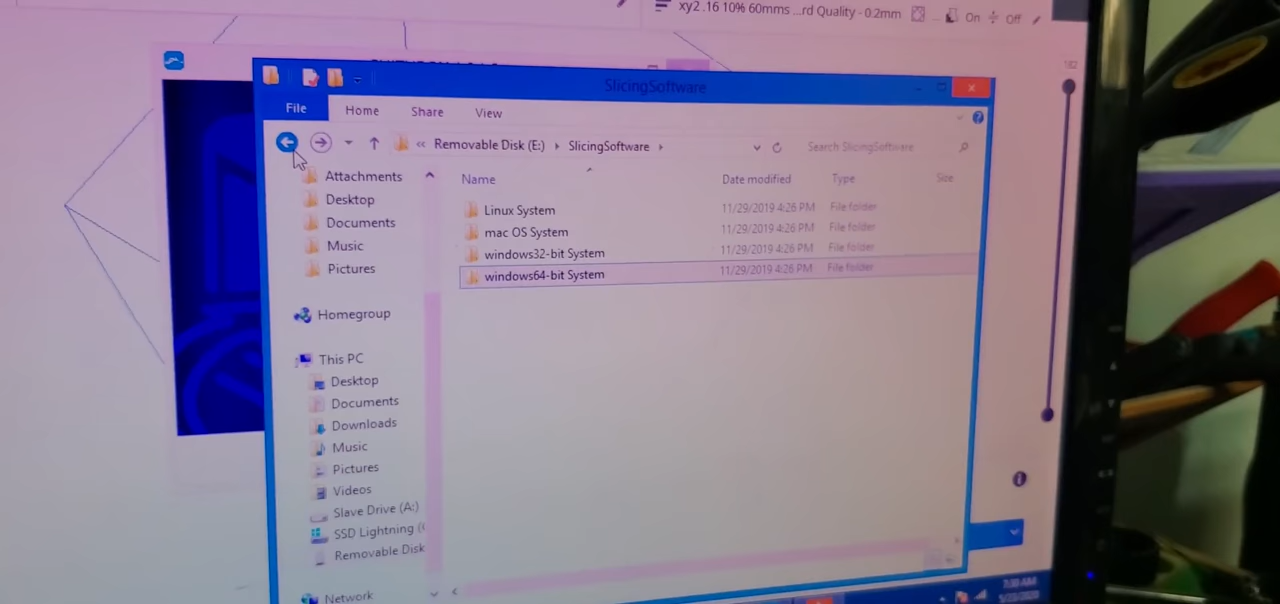 xy2 .16 10% 60mms ...rd Quality - 0.2mm On Off
182
SlicingSoftware
File Home Share View
« Removable Disk (E:) SlicingSoftware Search SlicingSoftware
Name Date modified Type Size
Linux System 11/29/2019 4:26 PM File folder
mac OS System 11/29/2019 4:26 PM File folder
windows32-bit System 11/29/2019 4:26 PM File folder
windows64-bit System 11/29/2019 4:26 PM File folder
Attachments
Desktop
Documents
Music
Pictures
Homegroup
This PC
Desktop
Documents
Downloads
Music
Pictures
Videos
Slave Drive (A:)
SSD Lightning (
Removable Disk
Network